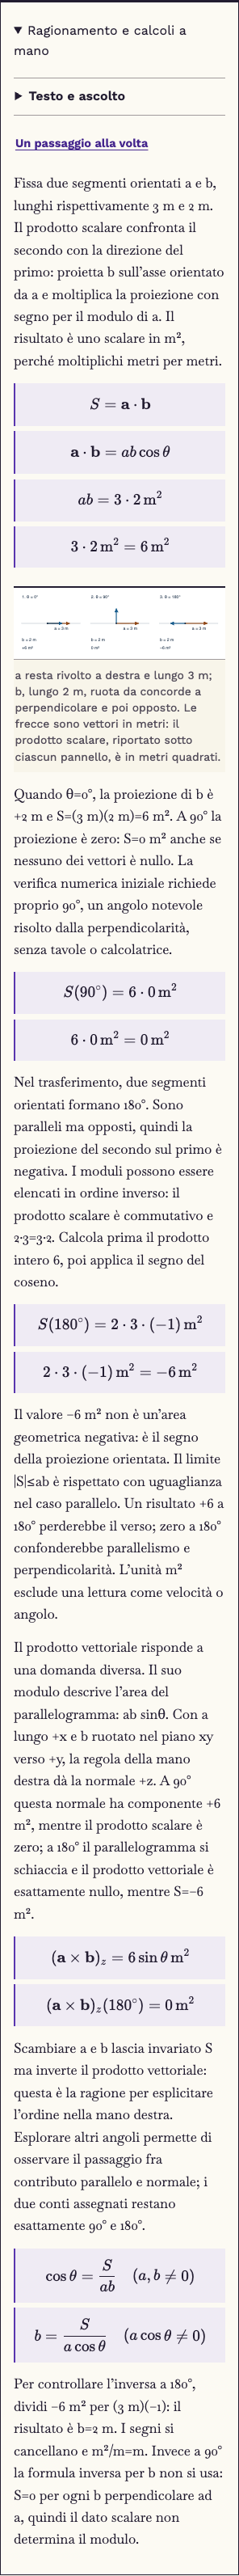 ▼ Ragionamento e calcoli a
mano
▶ Testo e ascolto
Un passaggio alla volta
Fissa due segmenti orientati a e b,
lunghi rispettivamente 3 m e 2 m.
Il prodotto scalare confronta il
secondo con la direzione del
primo: proietta b sull’asse orientato
da a e moltiplica la proiezione con
segno per il modulo di a. Il
risultato è uno scalare in m²,
perché moltiplichi metri per metri.
S = a · b
a · b = ab cos θ
ab = 3 · 2 m²
3 · 2 m² = 6 m²
1. θ = 0° 2. θ = 90° 3. θ = 180°
a = 3 m a = 3 m a = 3 m
b = 2 m b = 2 m b = 2 m
+6 m² 0 m² −6 m²
a resta rivolto a destra e lungo 3 m;
b, lungo 2 m, ruota da concorde a
perpendicolare e poi opposto. Le
frecce sono vettori in metri: il
prodotto scalare, riportato sotto
ciascun pannello, è in metri quadrati.
Quando θ=0°, la proiezione di b è
+2 m e S=(3 m)(2 m)=6 m². A 90° la
proiezione è zero: S=0 m² anche se
nessuno dei vettori è nullo. La
verifica numerica iniziale richiede
proprio 90°, un angolo notevole
risolto dalla perpendicolarità,
senza tavole o calcolatrice.
S(90°) = 6 · 0 m²
6 · 0 m² = 0 m²
Nel trasferimento, due segmenti
orientati formano 180°. Sono
paralleli ma opposti, quindi la
proiezione del secondo sul primo è
negativa. I moduli possono essere
elencati in ordine inverso: il
prodotto scalare è commutativo e
2·3=3·2. Calcola prima il prodotto
intero 6, poi applica il segno del
coseno.
S(180°) = 2 · 3 · (−1) m²
2 · 3 · (−1) m² = −6 m²
Il valore −6 m² non è un’area
geometrica negativa: è il segno
della proiezione orientata. Il limite
|S|≤ab è rispettato con uguaglianza
nel caso parallelo. Un risultato +6 a
180° perderebbe il verso; zero a 180°
confonderebbe parallelismo e
perpendicolarità. L’unità m²
esclude una lettura come velocità o
angolo.
Il prodotto vettoriale risponde a
una domanda diversa. Il suo
modulo descrive l’area del
parallelogramma: ab sinθ. Con a
lungo +x e b ruotato nel piano xy
verso +y, la regola della mano
destra dà la normale +z. A 90°
questa normale ha componente +6
m², mentre il prodotto scalare è
zero; a 180° il parallelogramma si
schiaccia e il prodotto vettoriale è
esattamente nullo, mentre S=−6
m².
(a × b)z = 6 sin θ m²
(a × b)z(180°) = 0 m²
Scambiare a e b lascia invariato S
ma inverte il prodotto vettoriale:
questa è la ragione per esplicitare
l’ordine nella mano destra.
Esplorare altri angoli permette di
osservare il passaggio fra
contributo parallelo e normale; i
due conti assegnati restano
esattamente 90° e 180°.
cos θ = S/ab (a, b ≠ 0)
b = S/(a cos θ) (a cos θ ≠ 0)
Per controllare l’inversa a 180°,
dividi −6 m² per (3 m)(−1): il
risultato è b=2 m. I segni si
cancellano e m²/m=m. Invece a 90°
la formula inversa per b non si usa:
S=0 per ogni b perpendicolare ad
a, quindi il dato scalare non
determina il modulo.